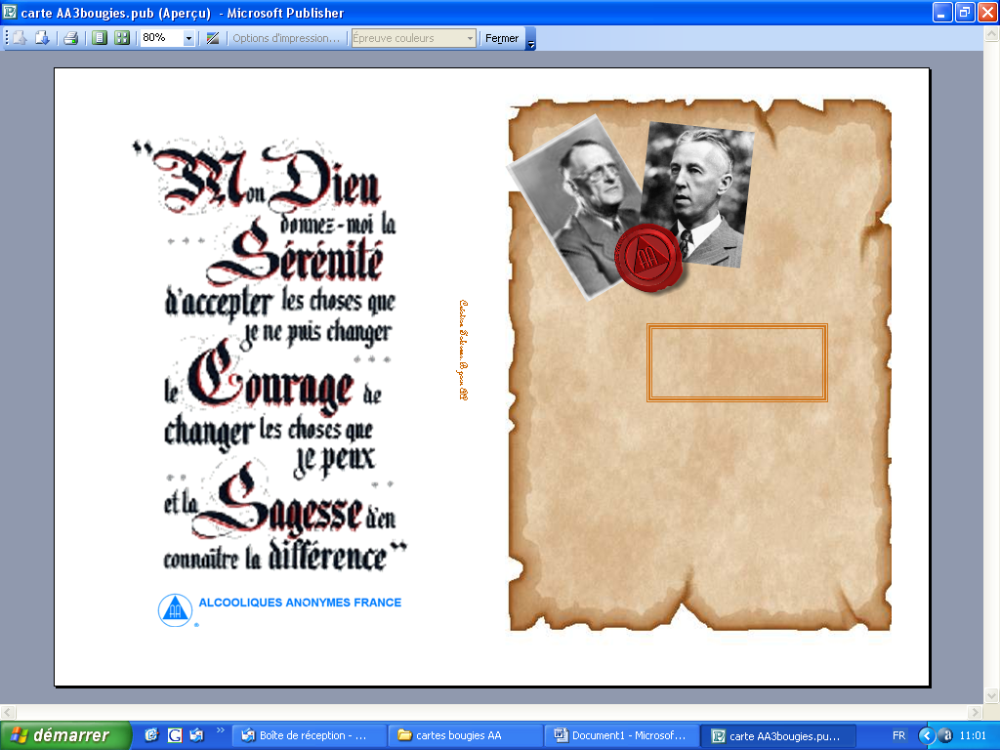 carte AA3bougies.pub (Aperçu) - Microsoft Publisher
80%
Options d'impression...
Épreuve couleurs
Fermer
“Mon Dieu
donnez-moi la
Sérénité
d'accepter les choses que
je ne puis changer
le Courage de
changer les choses que
je peux
et la Sagesse d'en
connaître la différence”
AA
ALCOOLIQUES ANONYMES FRANCE
AA
démarrer
Boîte de réception - ...
cartes bougies AA
Document1 - Microsof...
carte AA3bougies.pu...
FR
11:01